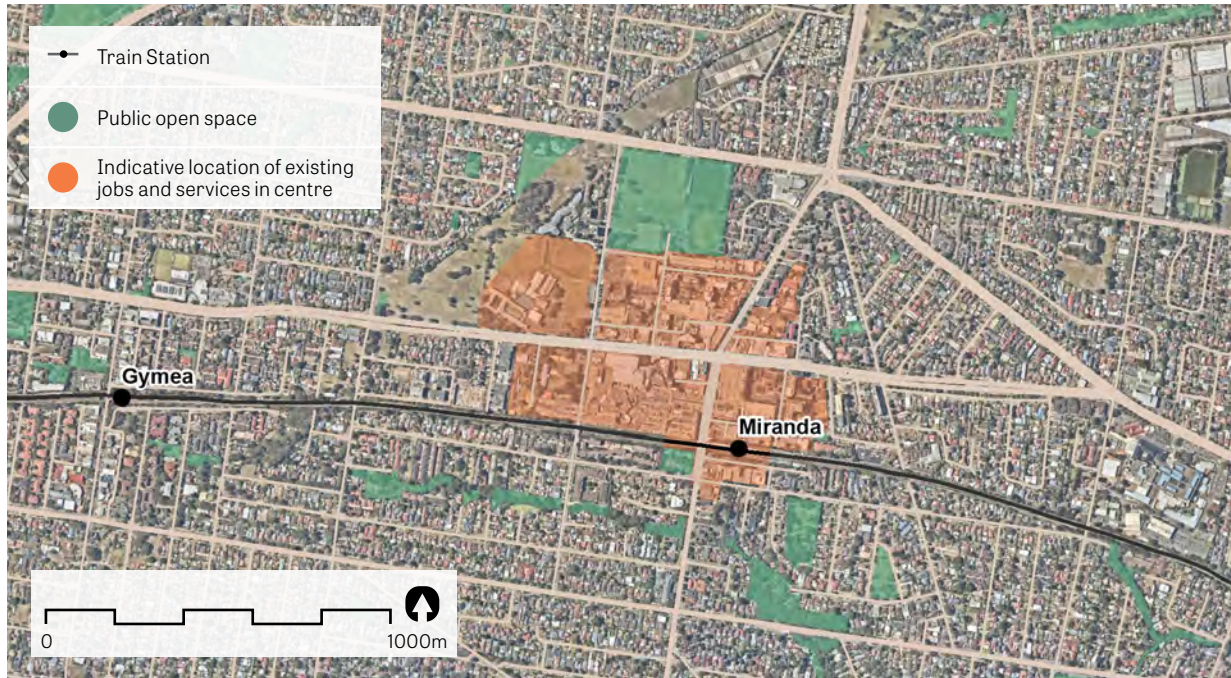 Train Station
Public open space
Indicative location of existing
jobs and services in centre
Gymea
Miranda
0
1000m